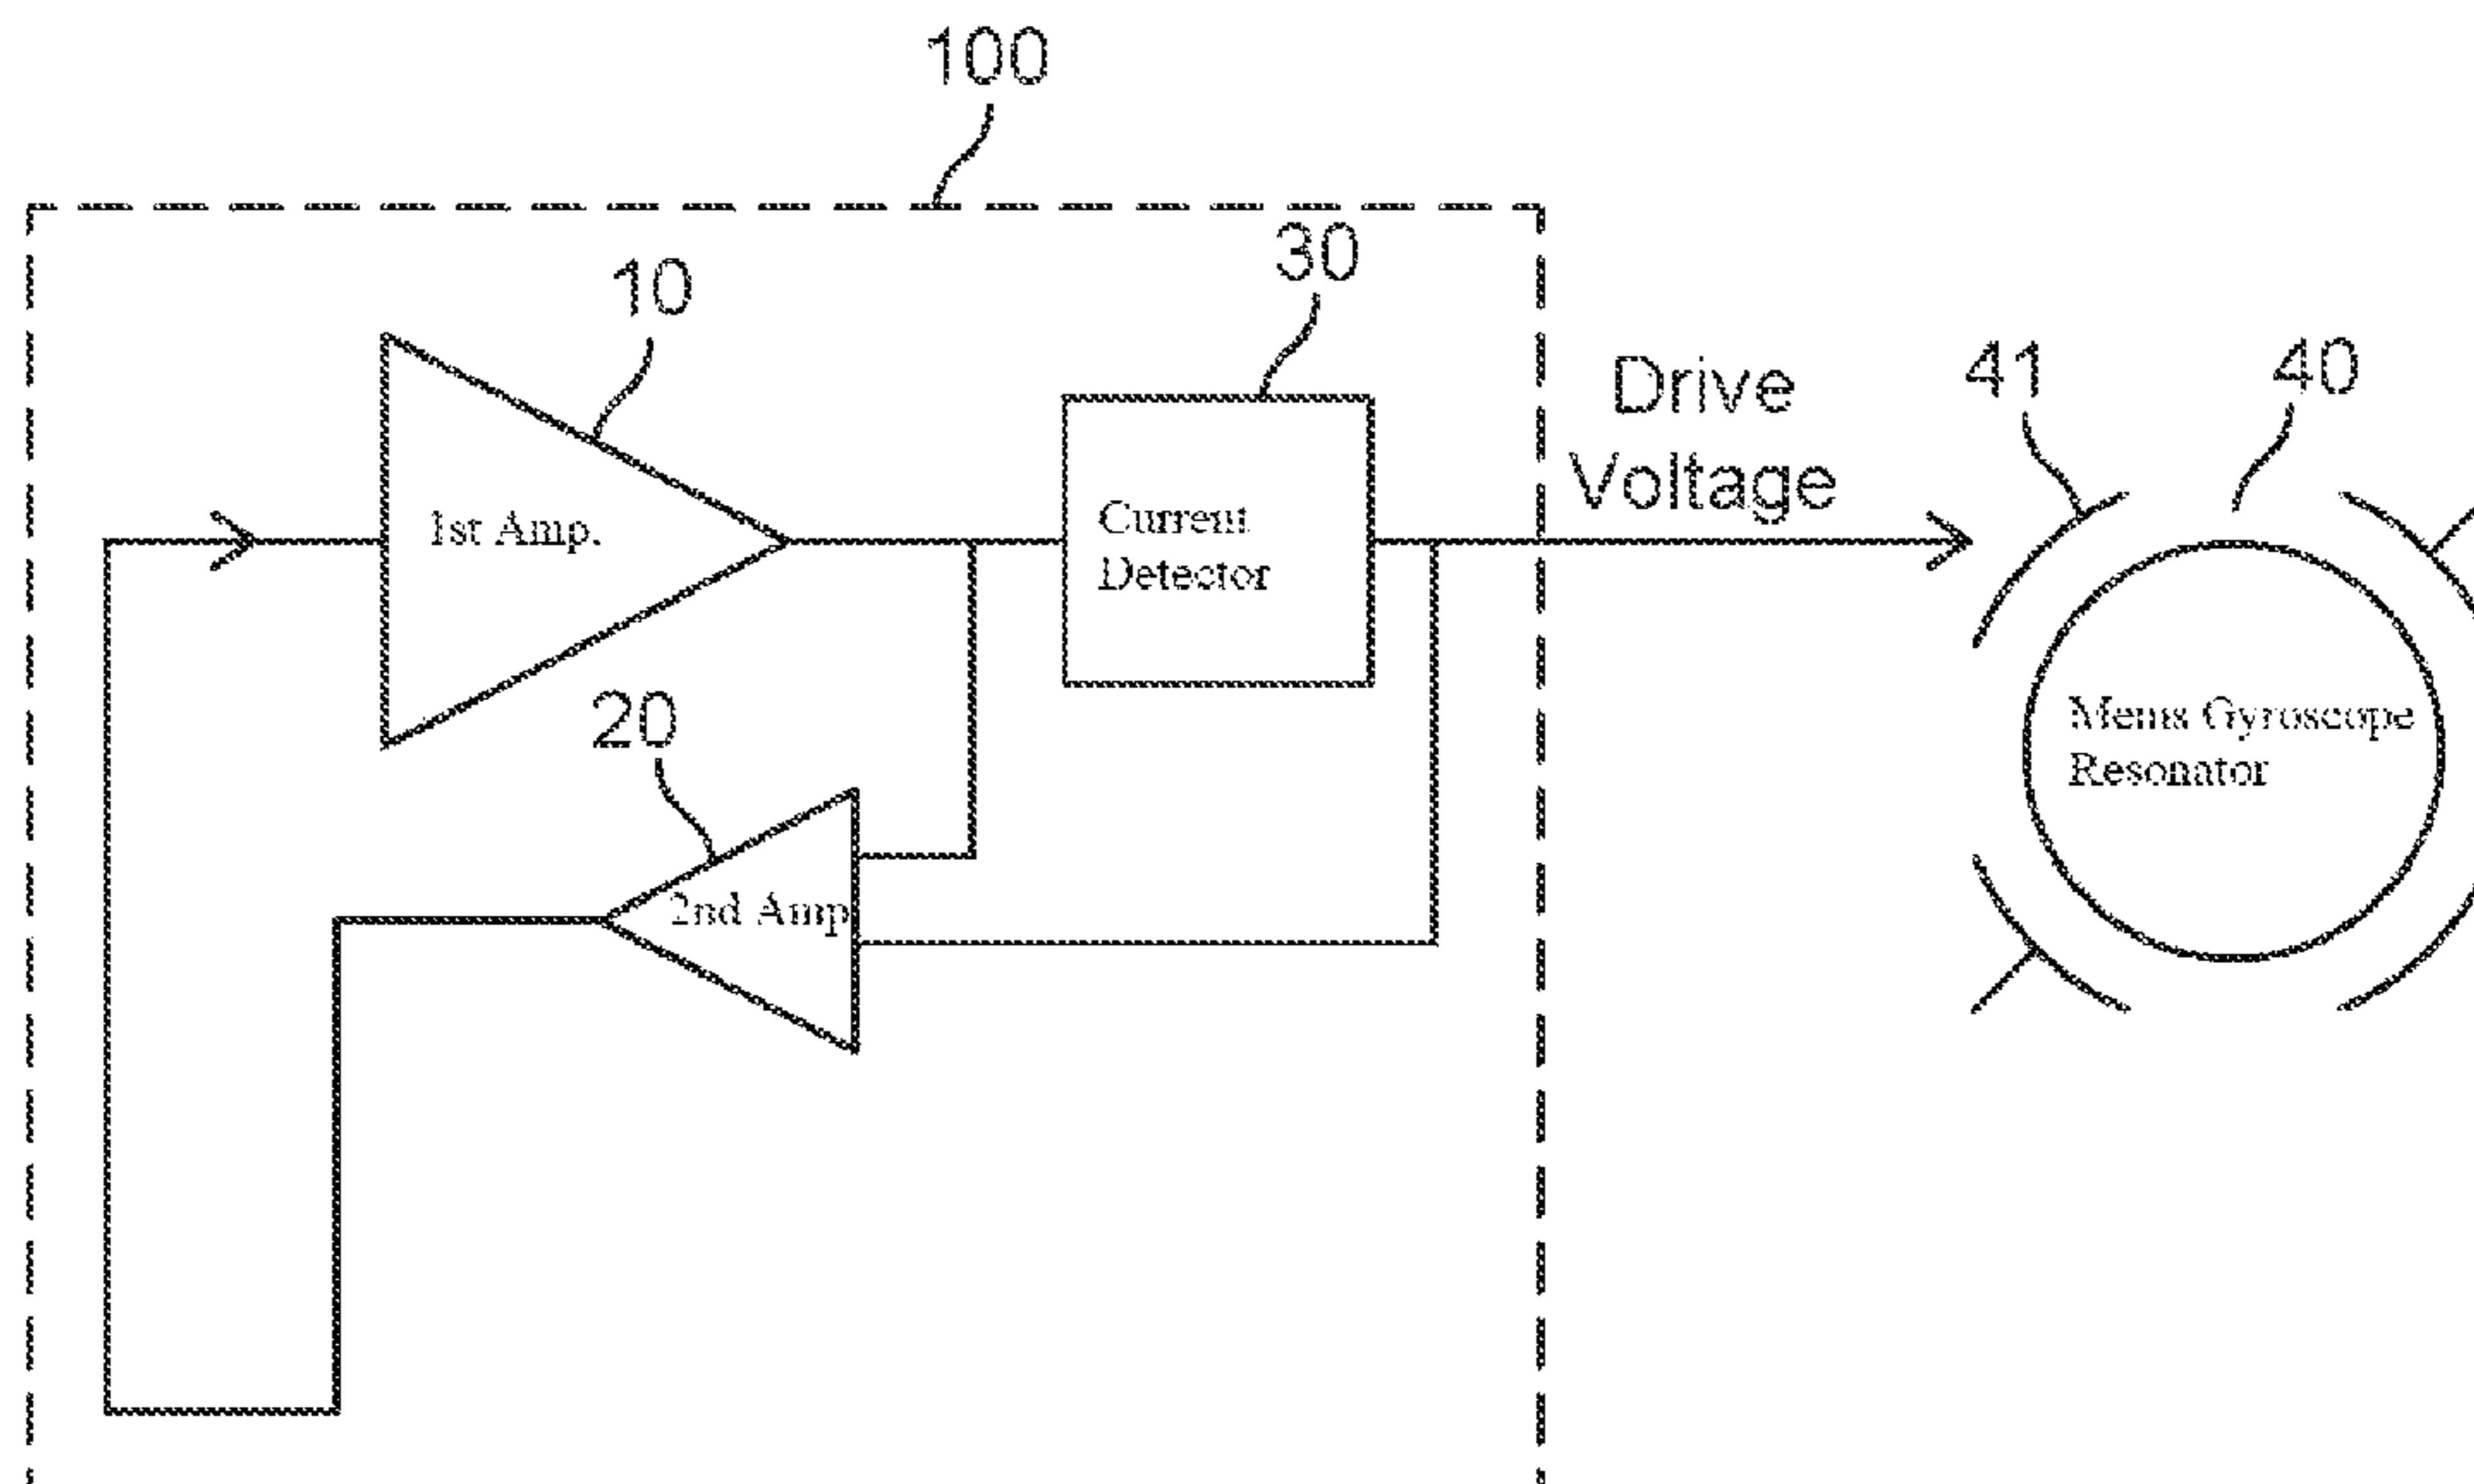 100
10
30
Drive
Voltage
41
40
1st Amp.
Current
Detector
20
2nd Amp
Mems Gyroscope
Resonator